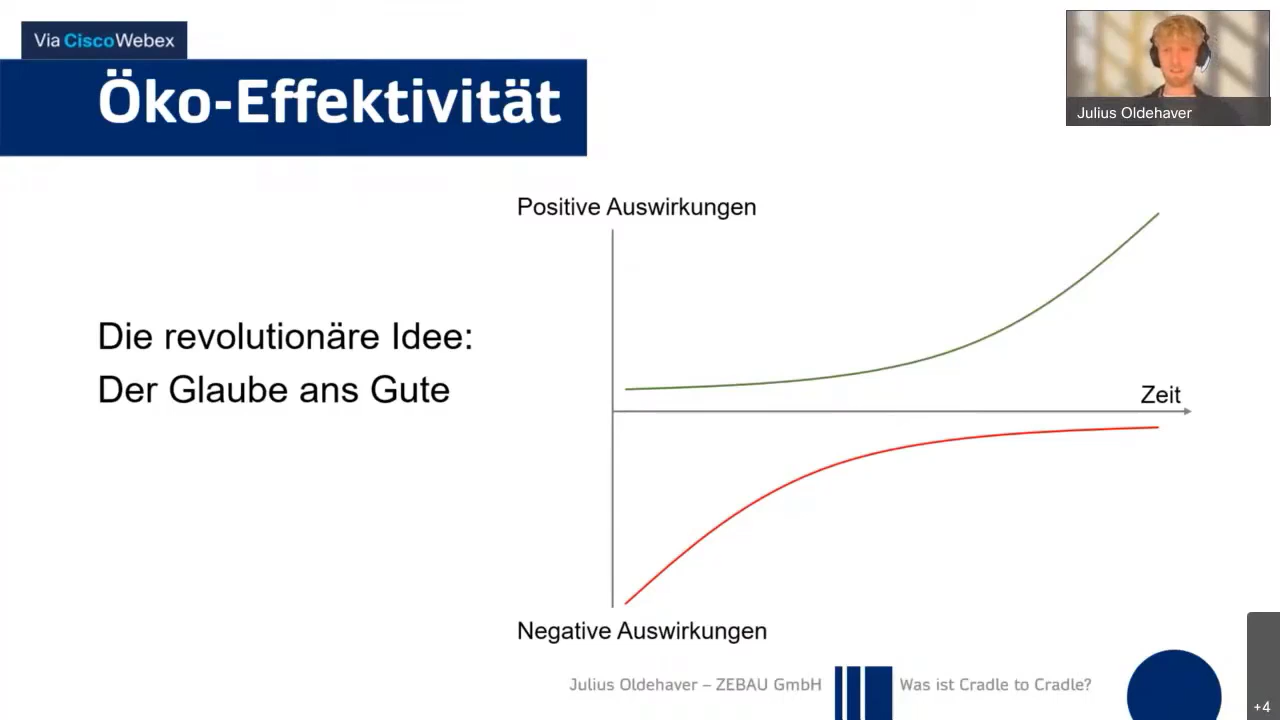 Via CiscoWebex
Öko-Effektivität
Julius Oldehaver
Positive Auswirkungen
Die revolutionäre Idee:
Der Glaube ans Gute
Zeit
Negative Auswirkungen
Julius Oldehaver – ZEBAU GmbH
Was ist Cradle to Cradle?
+4